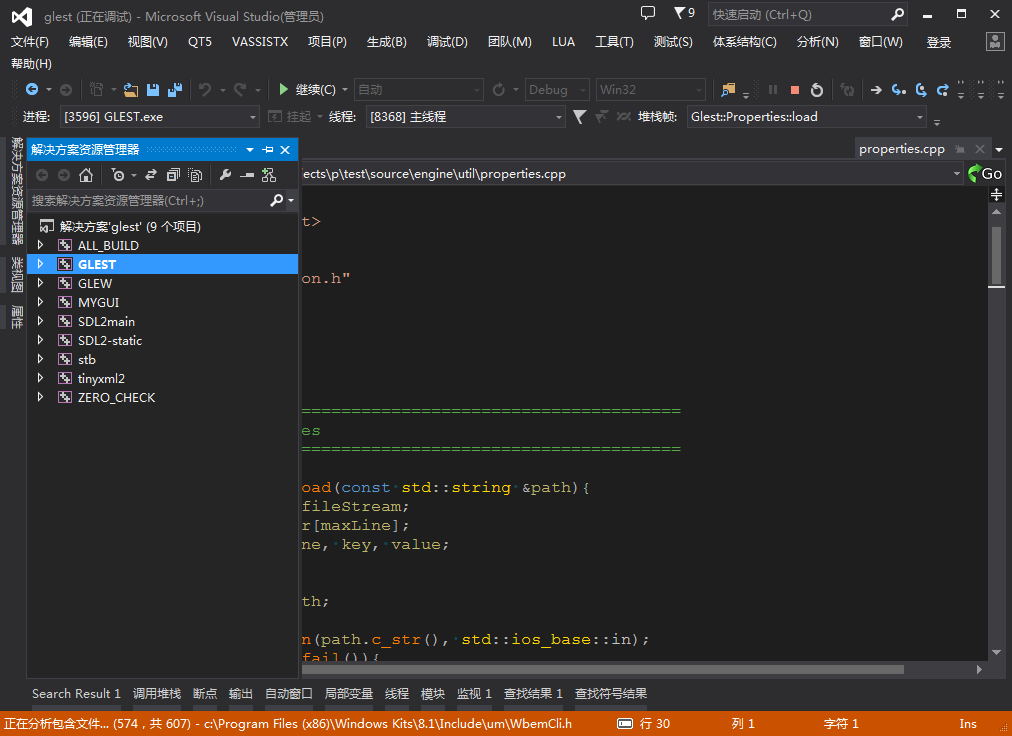 glest (正在调试) - Microsoft Visual Studio(管理员)
9
快速启动 (Ctrl+Q)
文件(F) 编辑(E) 视图(V) QT5 VASSISTX 项目(P) 生成(B) 调试(D) 团队(M) LUA 工具(T) 测试(S) 体系结构(C) 分析(N) 窗口(W) 登录
帮助(H)
继续(C) 自动 Debug Win32
进程: [3596] GLEST.exe 挂起 线程: [8368] 主线程 堆栈帧: Glest::Properties::load
解决方案资源管理器
类视图
属性
解决方案资源管理器
搜索解决方案资源管理器(Ctrl+;)
解决方案'glest' (9 个项目)
ALL_BUILD
GLEST
GLEW
MYGUI
SDL2main
SDL2-static
stb
tinyxml2
ZERO_CHECK
properties.cpp
ects\p\test\source\engine\util\properties.cpp
Go
t>
on.h"
======================================
es
======================================
oad(const std::string &path){
fileStream;
r[maxLine];
ne, key, value;
th;
n(path.c_str(), std::ios_base::in);
fail()){
Search Result 1 调用堆栈 断点 输出 自动窗口 局部变量 线程 模块 监视 1 查找结果 1 查找符号结果
正在分析包含文件... (574 , 共 607) - c:\Program Files (x86)\Windows Kits\8.1\Include\um\WbemCli.h 行 30 列 1 字符 1 Ins